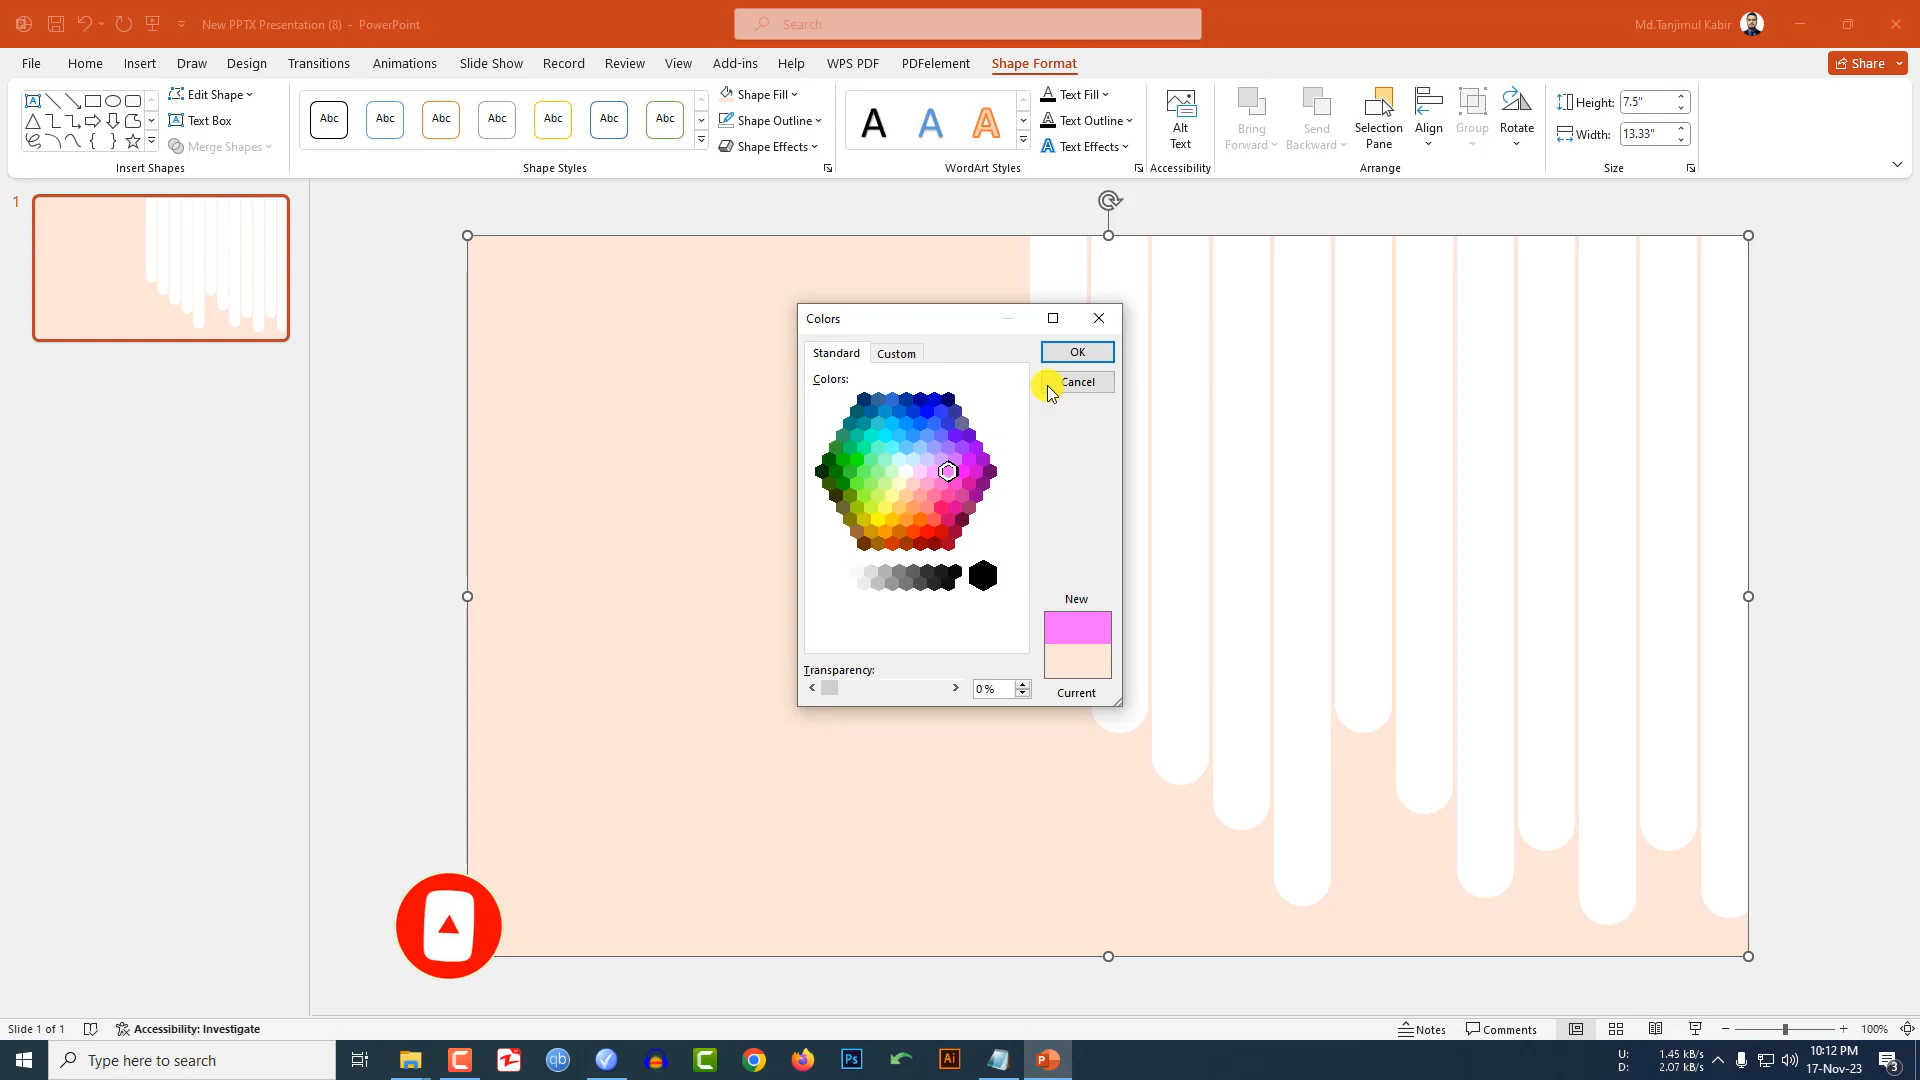 New PPTX Presentation (8) - PowerPoint
Search
Md.Tanjimul Kabir
File Home Insert Draw Design Transitions Animations Slide Show Record Review View Add-ins Help WPS PDF PDFelement Shape Format
Share
Edit Shape
Text Box
Merge Shapes
Insert Shapes
Abc Abc Abc Abc Abc Abc Abc
Shape Fill
Shape Outline
Shape Effects
Shape Styles
A A A
Text Fill
Text Outline
Text Effects
WordArt Styles
Alt
Text
Accessibility
Bring
Forward
Send
Backward
Selection
Pane
Align
Group
Rotate
Arrange
Height: 7.5"
Width: 13.33"
Size
1
Colors
Standard Custom
OK
Cancel
Colors:
New
Transparency:
0 %
Current
Slide 1 of 1
Accessibility: Investigate
Notes
Comments
100%
Type here to search
qb
Ps
Ai
U: 1.45 kB/s
D: 2.07 kB/s
10:12 PM
17-Nov-23
3